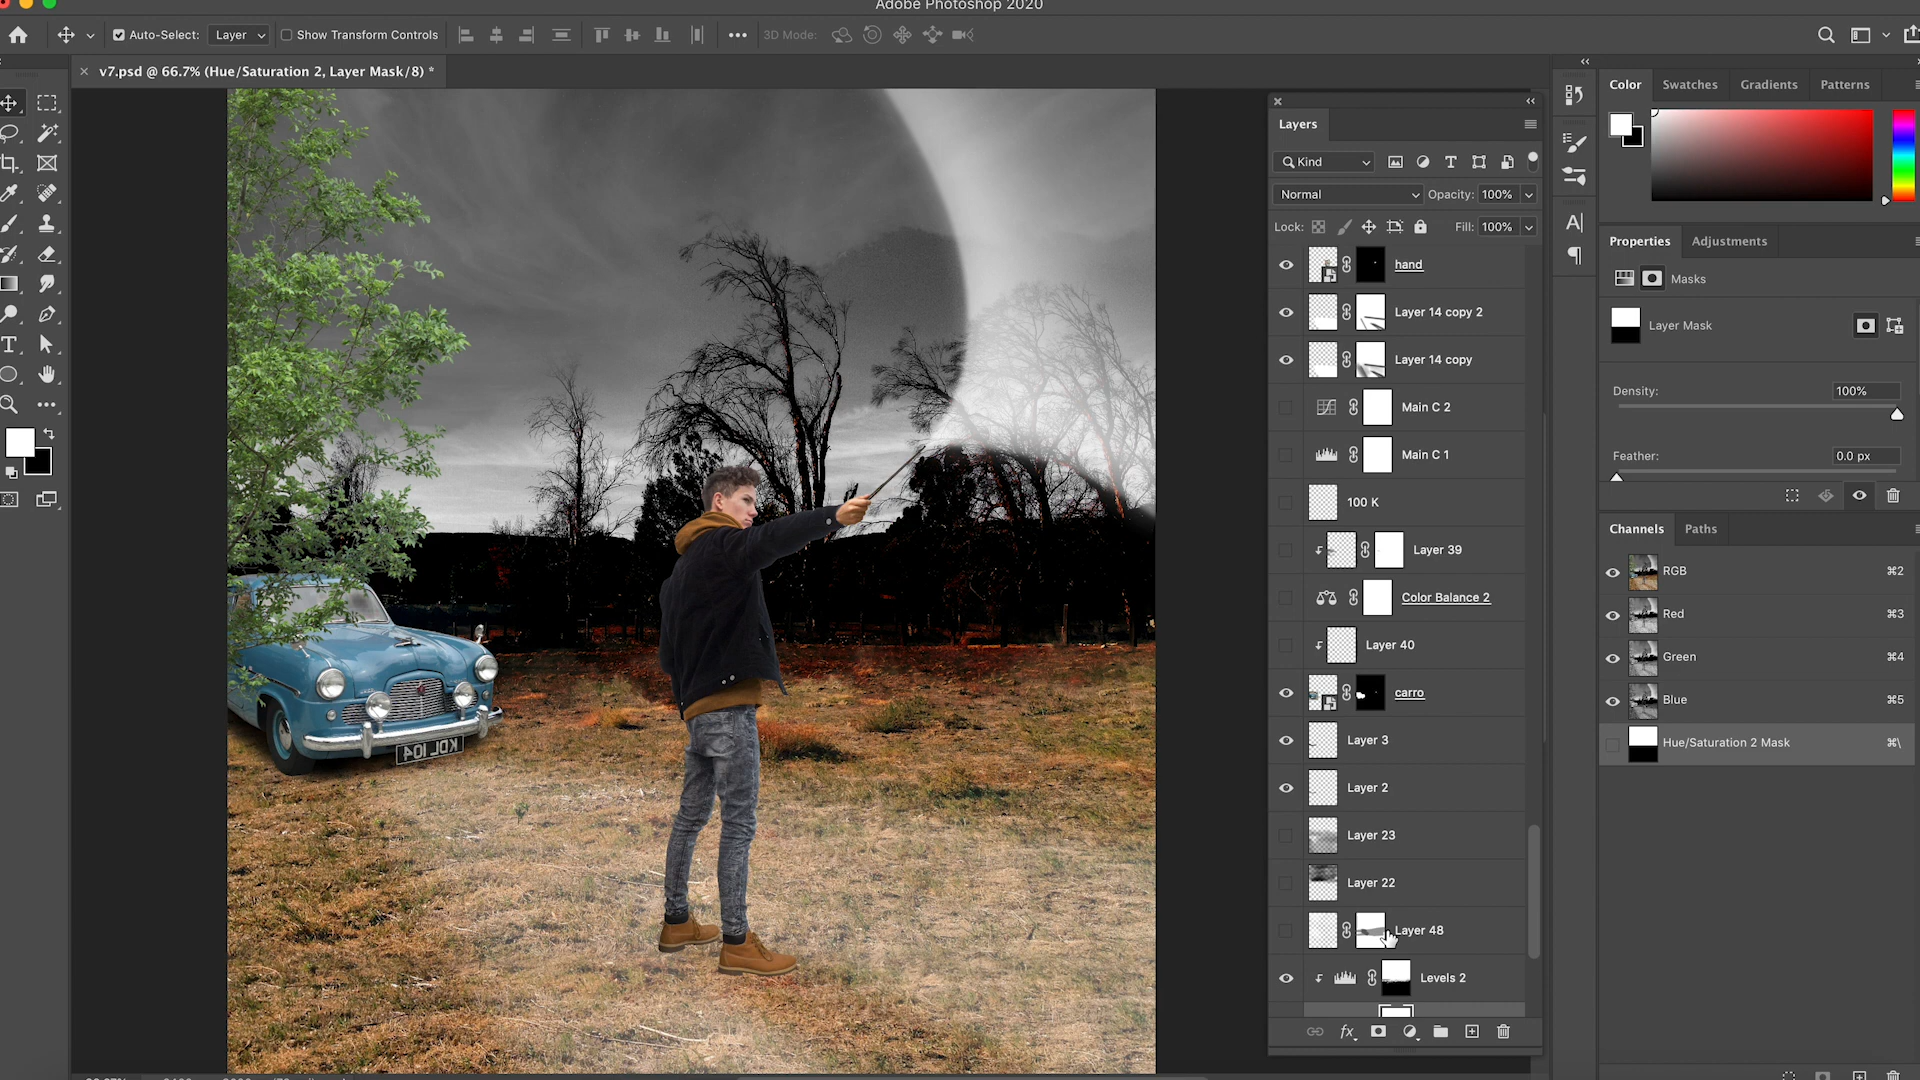 Adobe Photoshop 2020
Auto-Select: Layer Show Transform Controls 3D Mode:
v7.psd @ 66.7% (Hue/Saturation 2, Layer Mask/8) *
Layers
Kind
Normal Opacity: 100%
Lock: Fill: 100%
hand
Layer 14 copy 2
Layer 14 copy
Main C 2
Main C 1
100 K
Layer 39
Color Balance 2
Layer 40
carro
Layer 3
Layer 2
Layer 23
Layer 22
Layer 48
Levels 2
fx
Color Swatches Gradients Patterns
Properties Adjustments
Masks
Layer Mask
Density: 100%
Feather: 0.0 px
Channels Paths
RGB ⌘2
Red ⌘3
Green ⌘4
Blue ⌘5
Hue/Saturation 2 Mask ⌘\
KDL 104